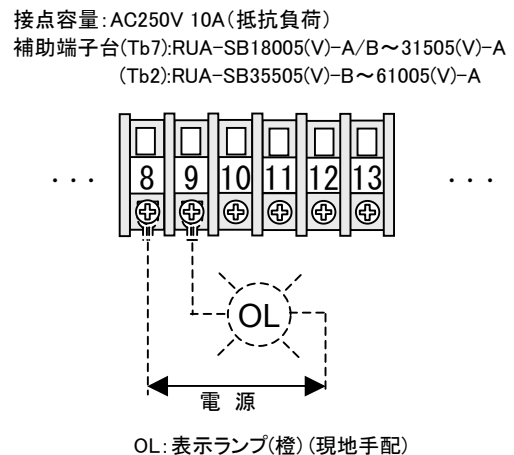 接点容量:AC250V 10A(抵抗負荷)
補助端子台(Tb7):RUA-SB18005(V)-A/B～31505(V)-A
(Tb2):RUA-SB35505(V)-B～61005(V)-A
・・・ 8 9 10 11 12 13 ・・・
OL
電 源
OL:表示ランプ(橙)(現地手配)